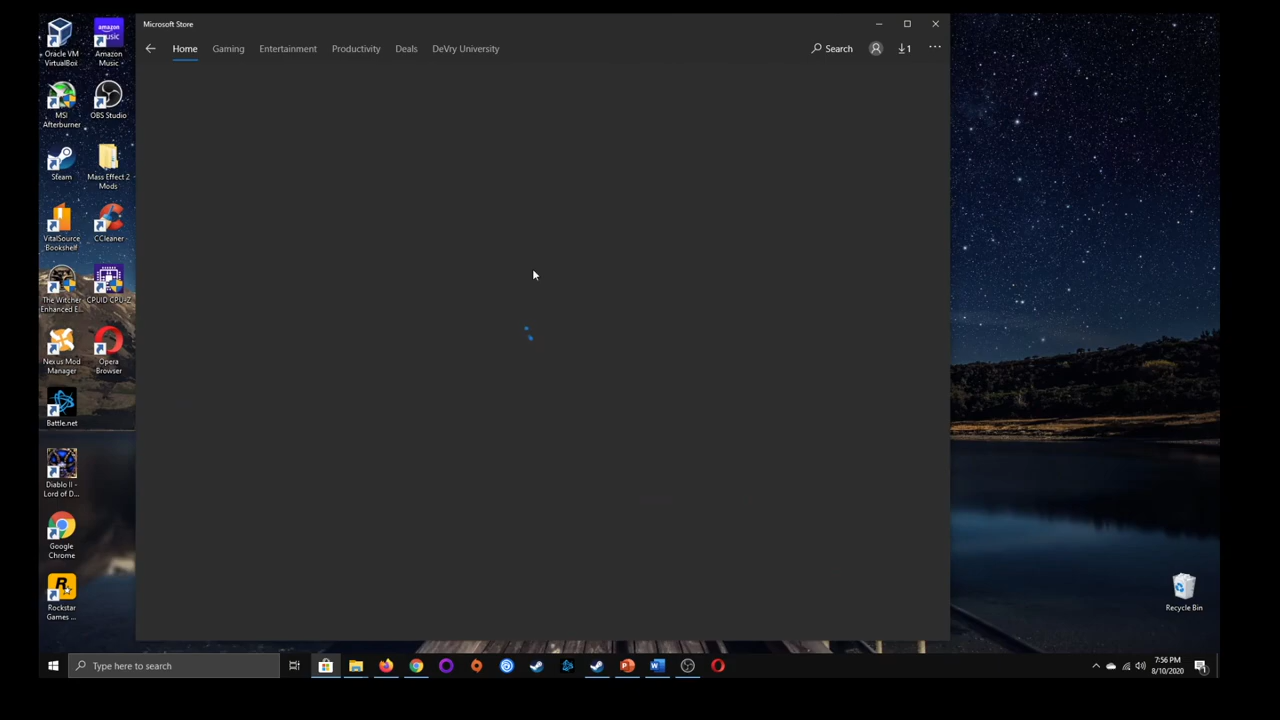 Microsoft Store
Home Gaming Entertainment Productivity Deals DeVry University Search 1 ...
Oracle VM
VirtualBox
Amazon
Music -
MSI
Afterburner
OBS Studio
Steam
Mass Effect 2 -
Mods
VitalSource
Bookshelf
CCleaner
The Witcher
Enhanced E...
CPUID CPU-Z
Nexus Mod
Manager
Opera
Browser
Battle.net
Diablo II -
Lord of D...
Google
Chrome
Rockstar
Games ...
Recycle Bin
Type here to search
7:56 PM
8/10/2020